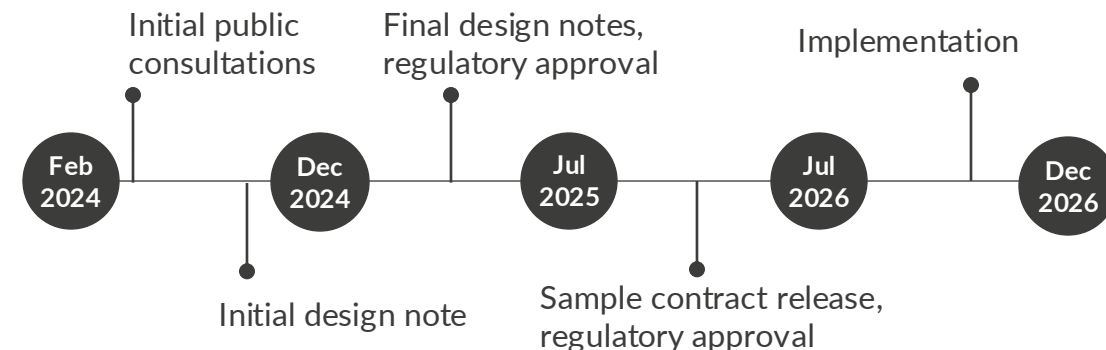 Initial public
consultations
Final design notes,
regulatory approval
Implementation
Feb
2024
Dec
2024
Jul
2025
Jul
2026
Dec
2026
Initial design note
Sample contract release,
regulatory approval